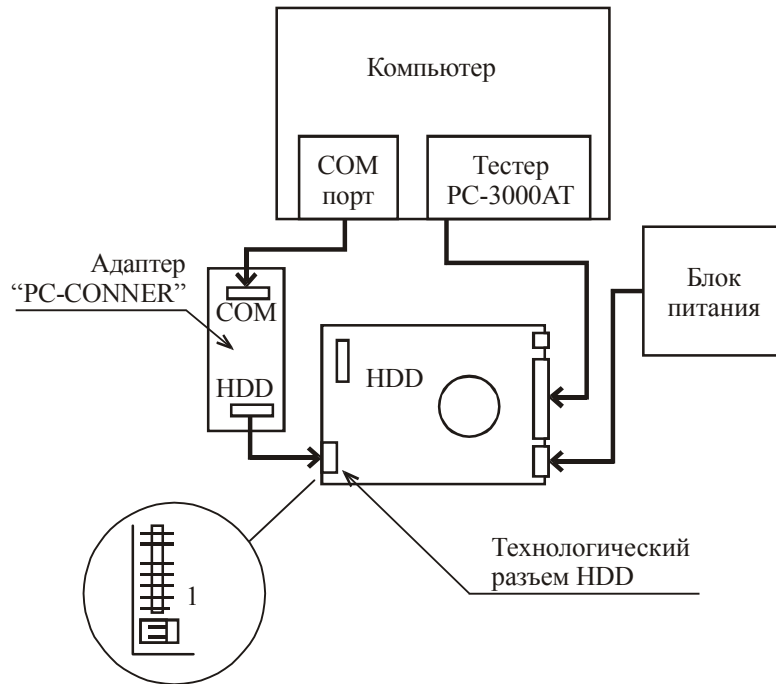 Компьютер
COM
порт
Тестер
PC-3000AT
Адаптер
“PC-CONNER”
COM
HDD
HDD
Блок
питания
Технологический
разъем HDD
1